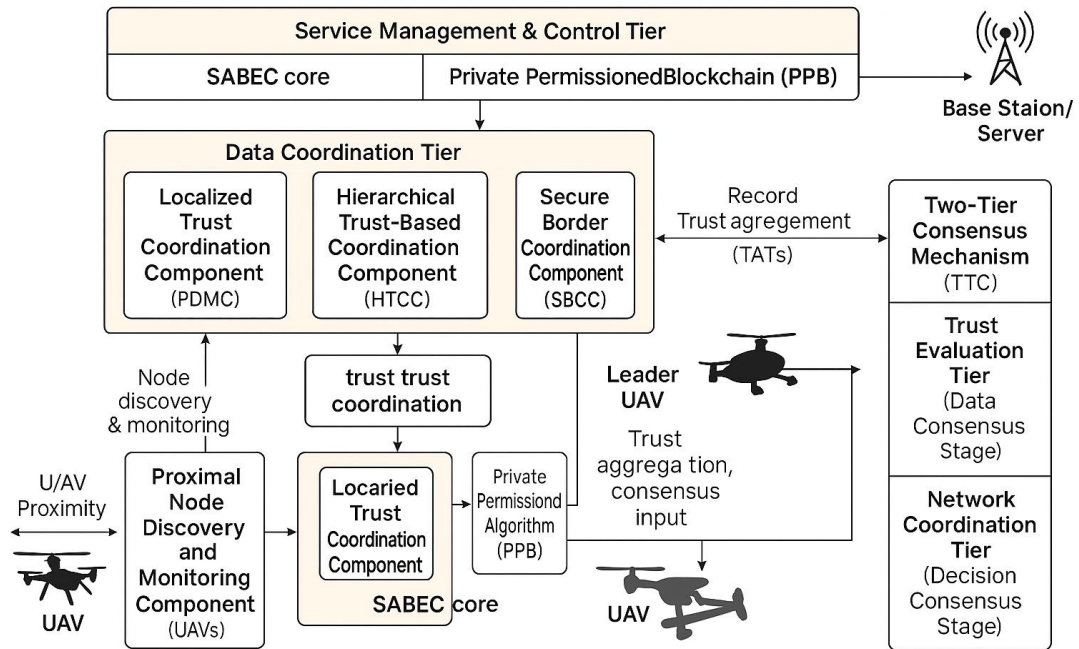 Service Management & Control Tier
SABEC core
Private PermissionedBlockchain (PPB)
Base Staion/
Server
Data Coordination Tier
Localized
Trust
Coordination
Component
(PDMC)
Hierarchical
Trust-Based
Coordination
Component
(HTCC)
Secure
Border
Coordination
Component
(SBCC)
Record
Trust agregement
(TATs)
Two-Tier
Consensus
Mechanism
(TTC)
Trust
Evaluation
Tier
(Data
Consensus
Stage)
Network
Coordination
Tier
(Decision
Consensus
Stage)
Node
discovery
& monitoring
trust trust
coordination
Leader
UAV
Trust
aggrega tion,
consensus
input
U/AV
Proximity
UAV
Proximal
Node
Discovery
and
Monitoring
Component
(UAVs)
Locaried
Trust
Coordination
Component
SABEC core
Private
Permissiond
Algorithm
(PPB)
UAV